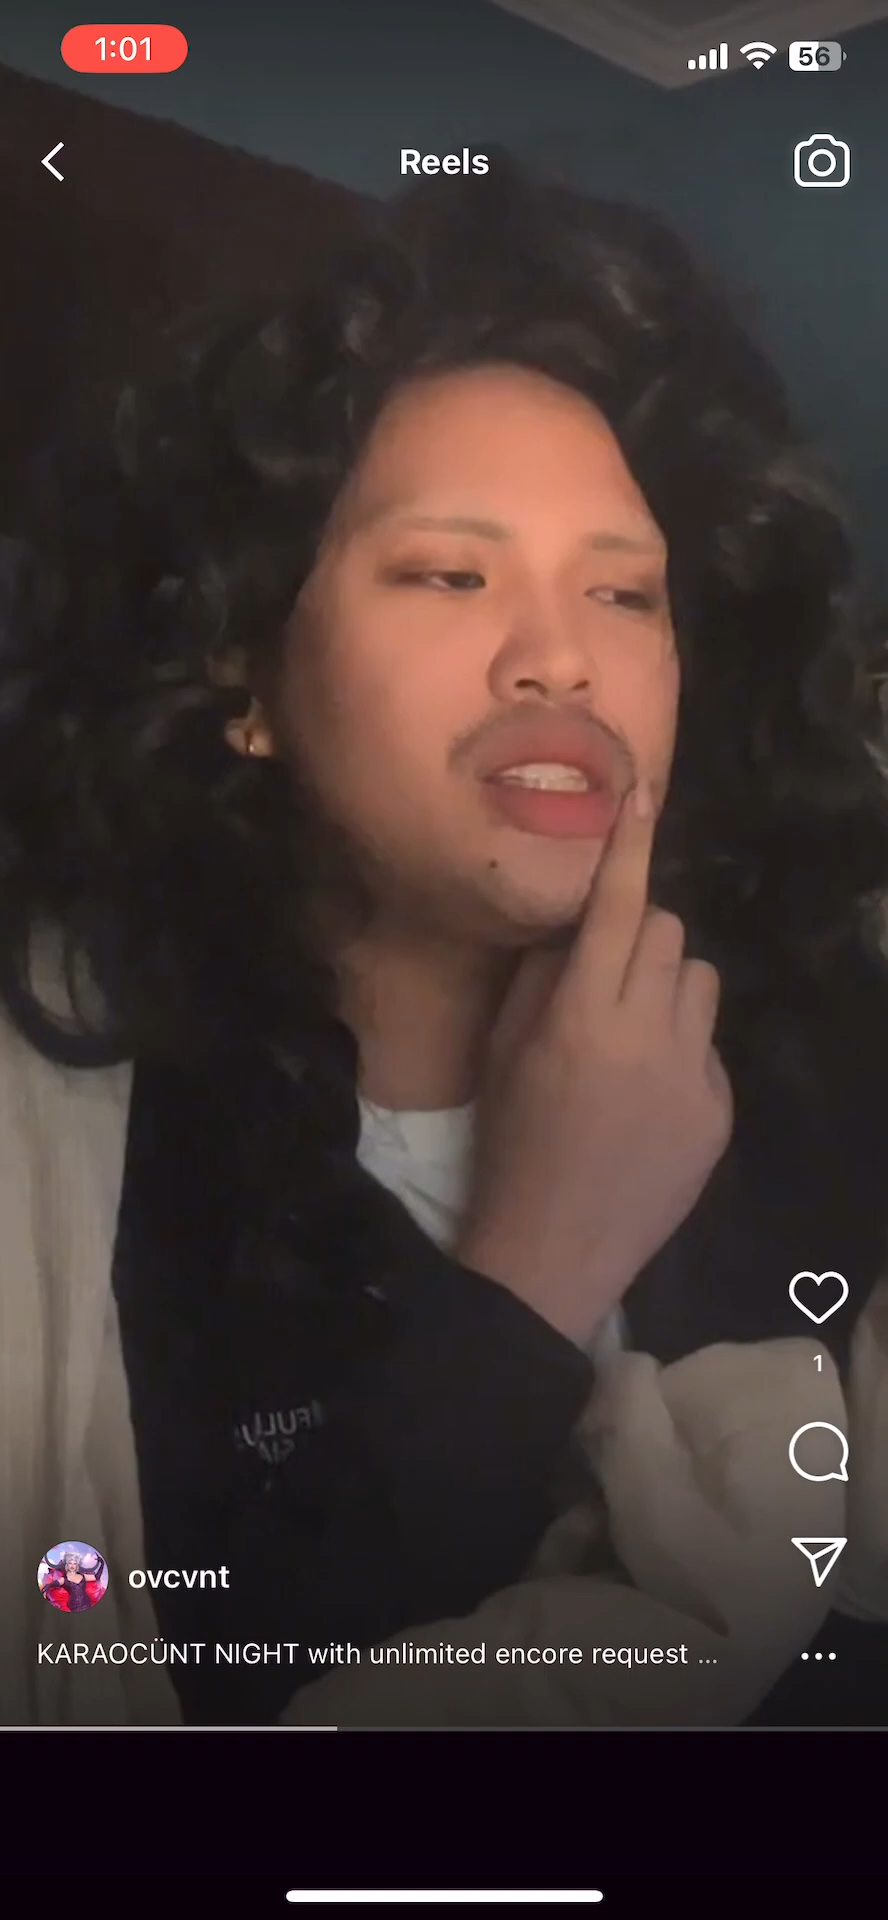 1:01
56
Reels
1
ovcvnt
KARAOCÜNT NIGHT with unlimited encore request ...